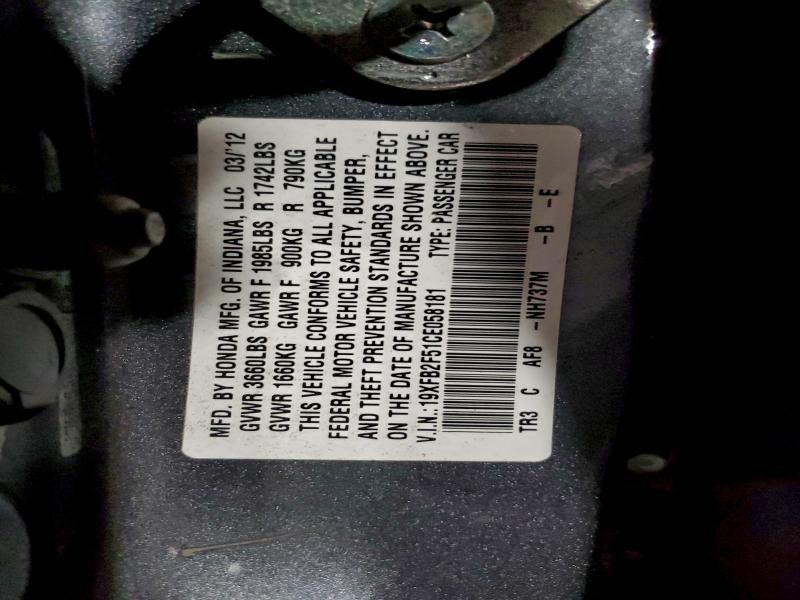 MFD. BY HONDA MFG. OF INDIANA, LLC 03/'12
GVWR 3660LBS GAWR F 1985LBS R 1742LBS
GVWR 1660KG GAWR F 900KG R 790KG
THIS VEHICLE CONFORMS TO ALL APPLICABLE
FEDERAL MOTOR VEHICLE SAFETY, BUMPER,
AND THEFT PREVENTION STANDARDS IN EFFECT
ON THE DATE OF MANUFACTURE SHOWN ABOVE.
V.I.N.: 19XFB2F51CE058181 TYPE: PASSENGER CAR
TR3 C AF8 -NH737M -B -E